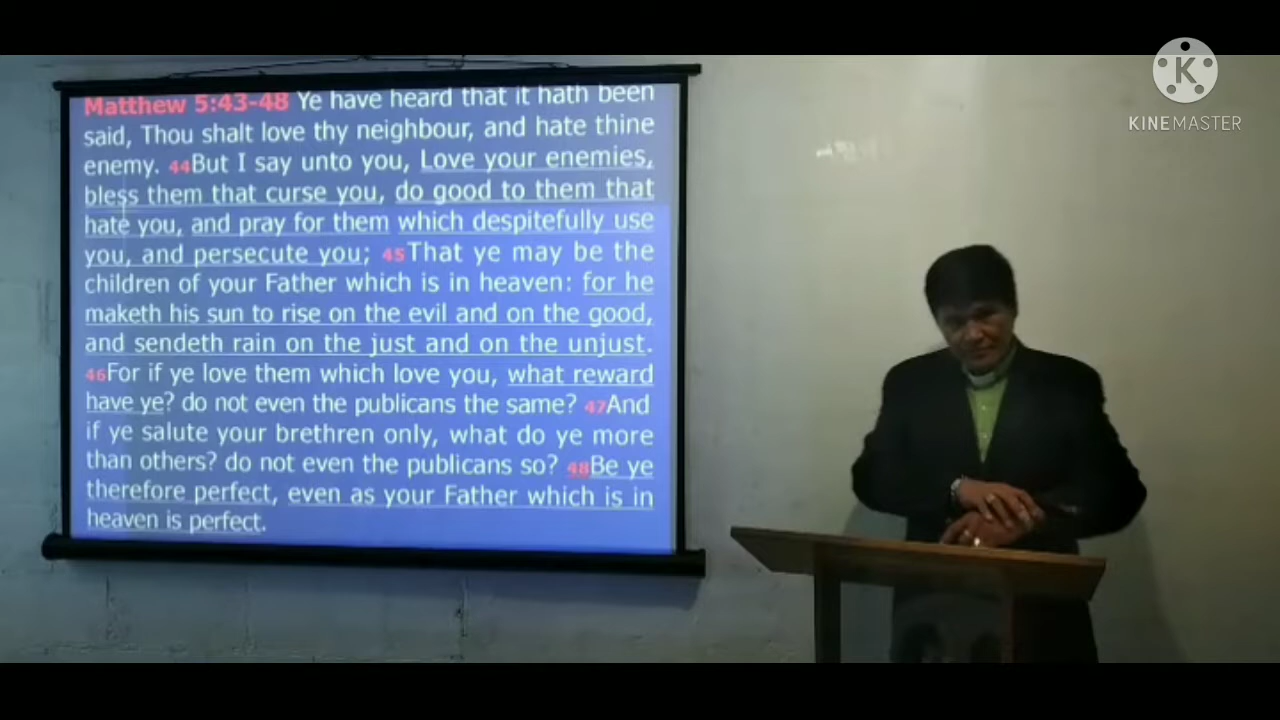 Matthew 5:43-48 Ye have heard that it hath been
said, Thou shalt love thy neighbour, and hate thine
enemy. 44But I say unto you, Love your enemies,
bless them that curse you, do good to them that
hate you, and pray for them which despitefully use
you, and persecute you; 45That ye may be the
children of your Father which is in heaven: for he
maketh his sun to rise on the evil and on the good,
and sendeth rain on the just and on the unjust.
46For if ye love them which love you, what reward
have ye? do not even the publicans the same? 47And
if ye salute your brethren only, what do ye more
than others? do not even the publicans so? 48Be ye
therefore perfect, even as your Father which is in
heaven is perfect.
K
KINEMASTER